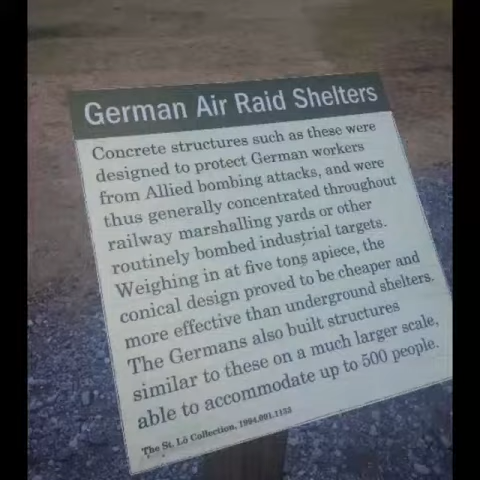 German Air Raid Shelters
Concrete structures such as these were
designed to protect German workers
from Allied bombing attacks, and were
thus generally concentrated throughout
railway marshalling yards or other
routinely bombed industrial targets.
Weighing in at five tons apiece, the
conical design proved to be cheaper and
more effective than underground shelters.
The Germans also built structures
similar to these on a much larger scale,
able to accommodate up to 500 people.
The St. Lô Collection, 1994.001.1153